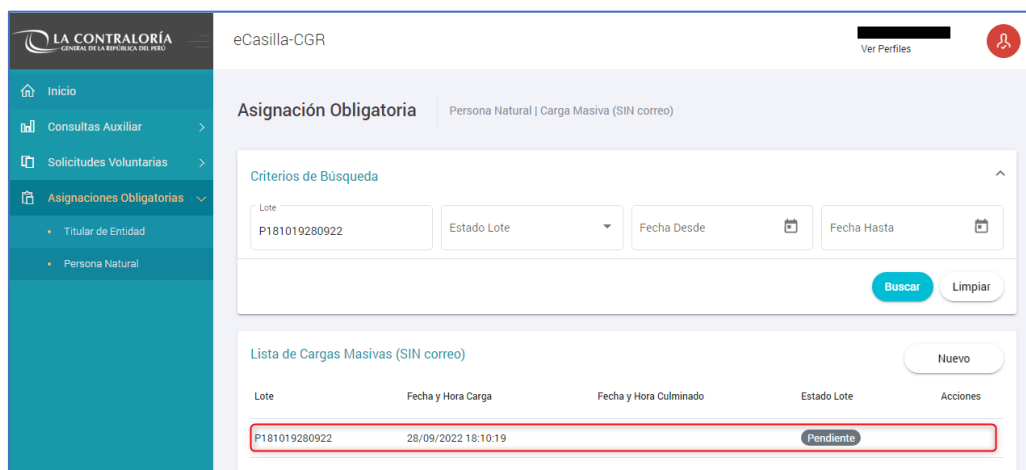 LA CONTRALORÍA
GENERAL DE LA REPÚBLICA DEL PERÚ
eCasilla-CGR
Ver Perfiles
Inicio
Consultas Auxiliar
Solicitudes Voluntarias
Asignaciones Obligatorias
Titular de Entidad
Persona Natural
Asignación Obligatoria
Persona Natural | Carga Masiva (SIN correo)
Criterios de Búsqueda
Lote
P181019280922 Estado Lote Fecha Desde Fecha Hasta
Buscar Limpiar
Lista de Cargas Masivas (SIN correo) Nuevo
Lote Fecha y Hora Carga Fecha y Hora Culminado Estado Lote Acciones
P181019280922 28/09/2022 18:10:19 Pendiente